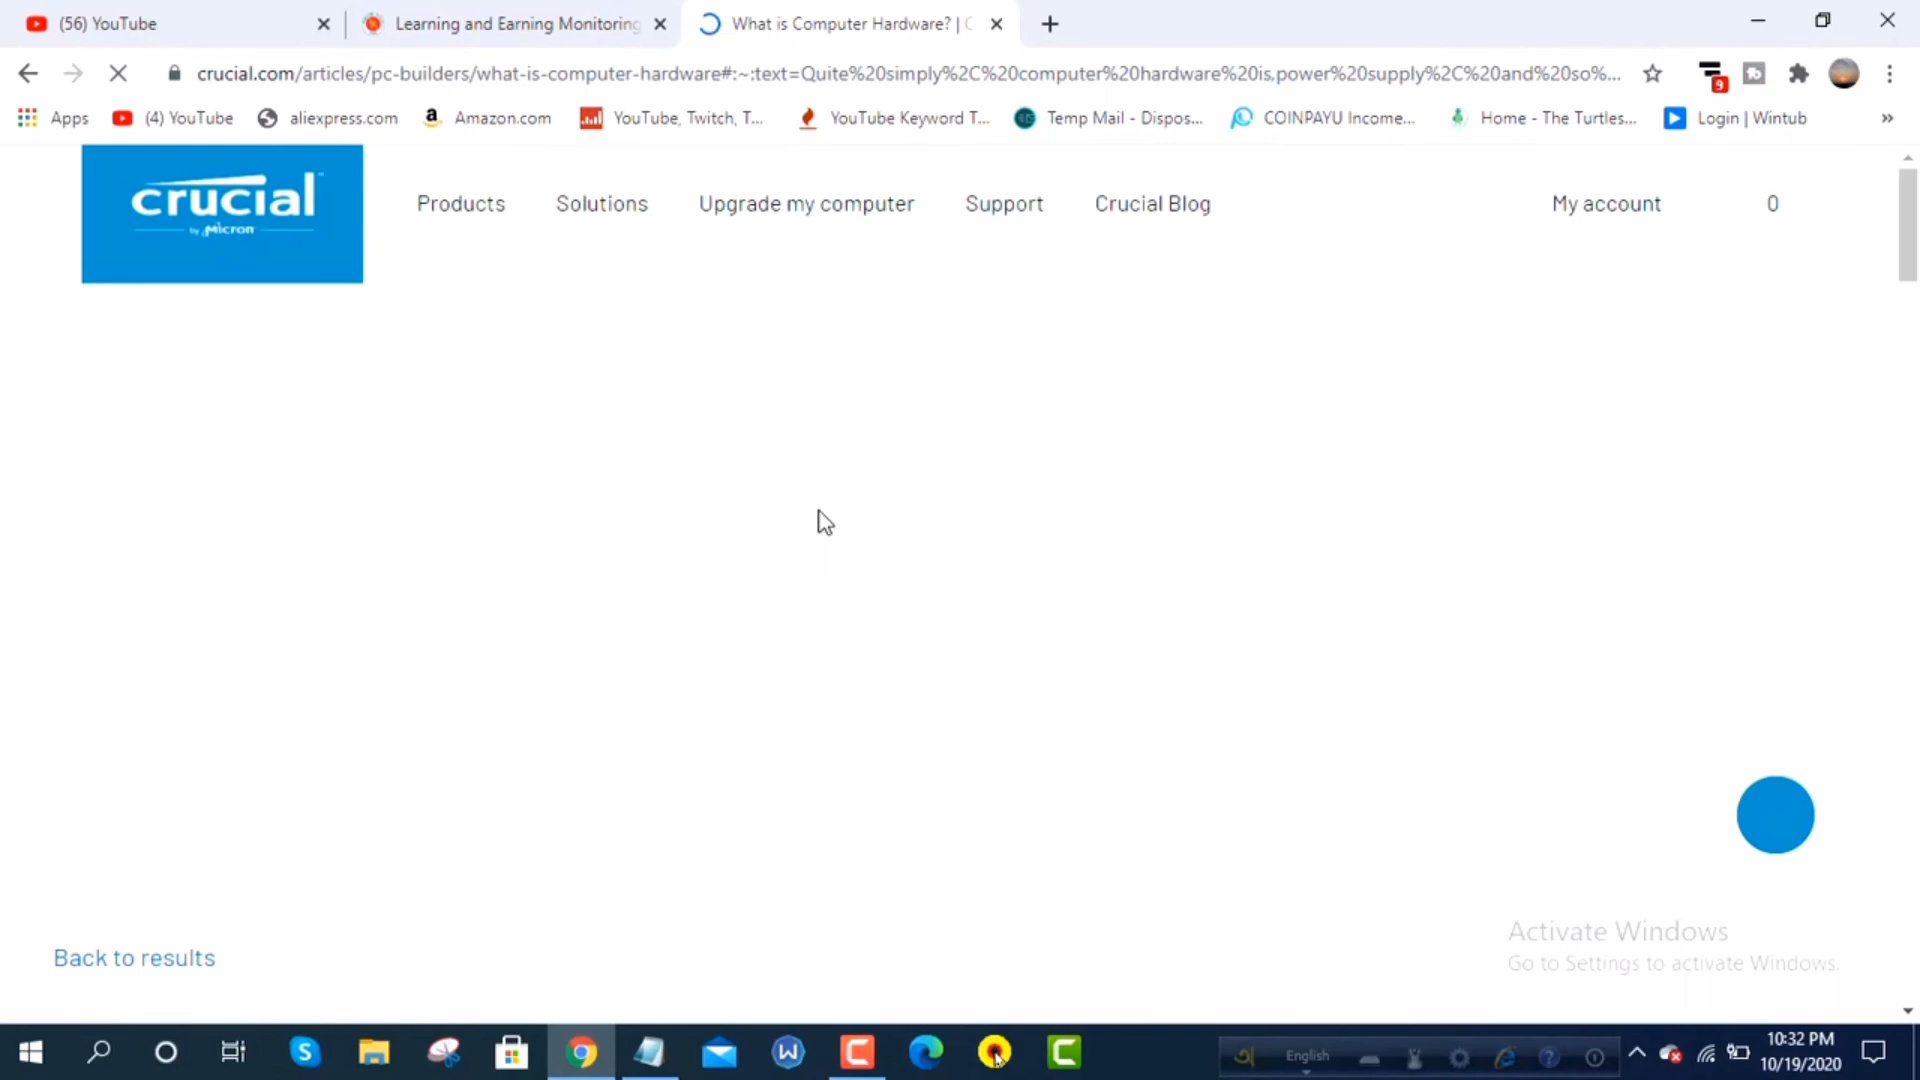 (56) YouTube
Learning and Earning Monitoring
What is Computer Hardware? | C
crucial.com/articles/pc-builders/what-is-computer-hardware#:~:text=Quite%20simply%2C%20computer%20hardware%20is,power%20supply%2C%20and%20so%...
9
Apps
(4) YouTube
aliexpress.com
Amazon.com
YouTube, Twitch, T...
YouTube Keyword T...
Temp Mail - Dispos...
COINPAYU Income...
Home - The Turtles...
Login | Wintub
»
crucial
by Micron
Products
Solutions
Upgrade my computer
Support
Crucial Blog
My account
0
Back to results
Activate Windows
Go to Settings to activate Windows.
English
10:32 PM
10/19/2020